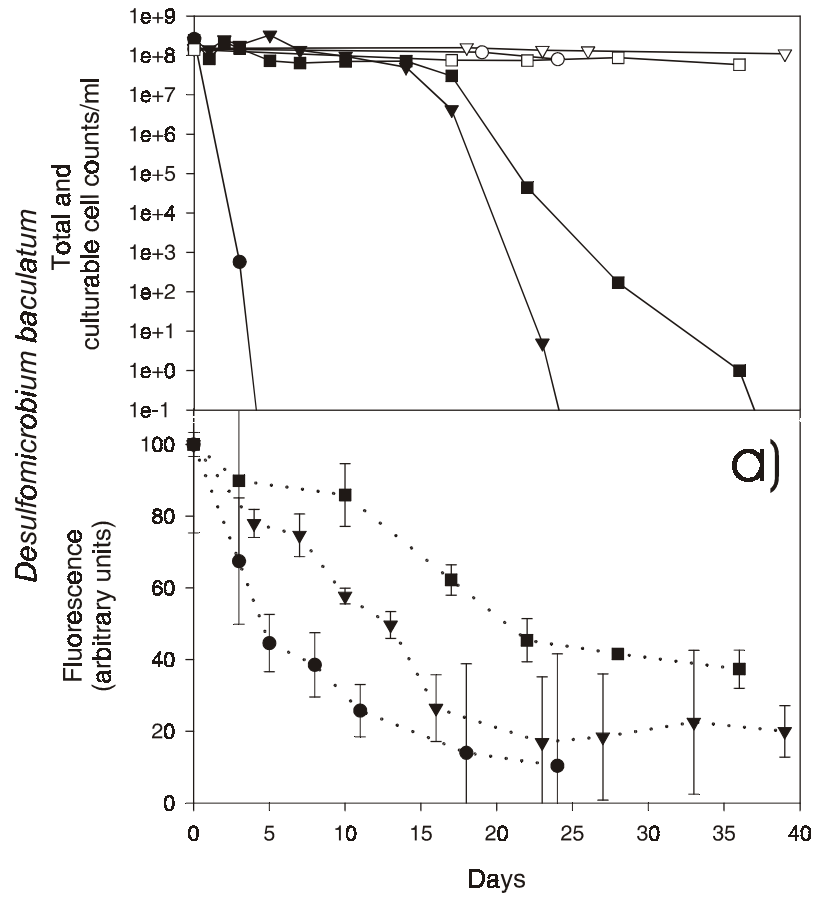 Desulfomicrobium baculatum
Total and
culturable cell counts/ml
1e+9
1e+8
1e+7
1e+6
1e+5
1e+4
1e+3
1e+2
1e+1
1e+0
1e-1
a)
Fluorescence
(arbitrary units)
100
80
60
40
20
0
0 5 10 15 20 25 30 35 40
Days